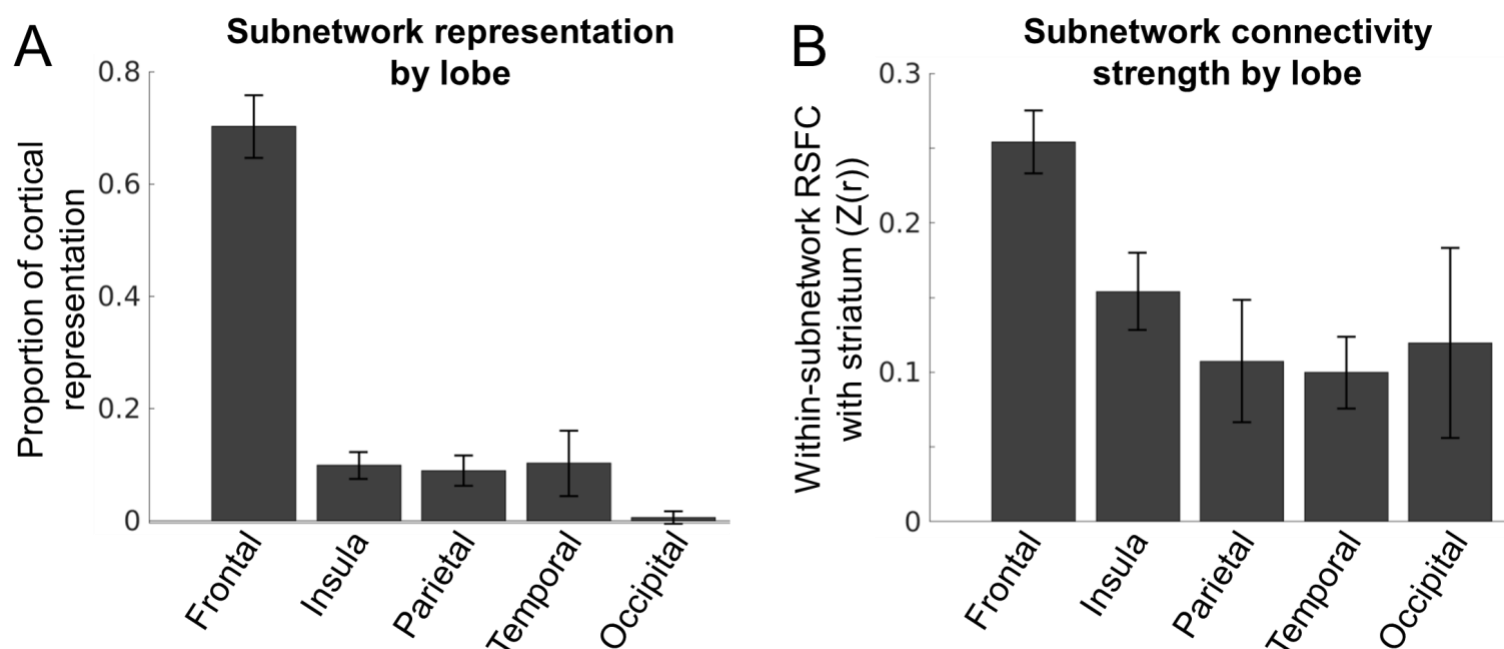 A
Subnetwork representation
by lobe
Proportion of cortical
representation
0.8
0.6
0.4
0.2
0
Frontal
Insula
Parietal
Temporal
Occipital
B
Subnetwork connectivity
strength by lobe
Within-subnetwork RSFC
with striatum (Z(r))
0.3
0.2
0.1
0
Frontal
Insula
Parietal
Temporal
Occipital